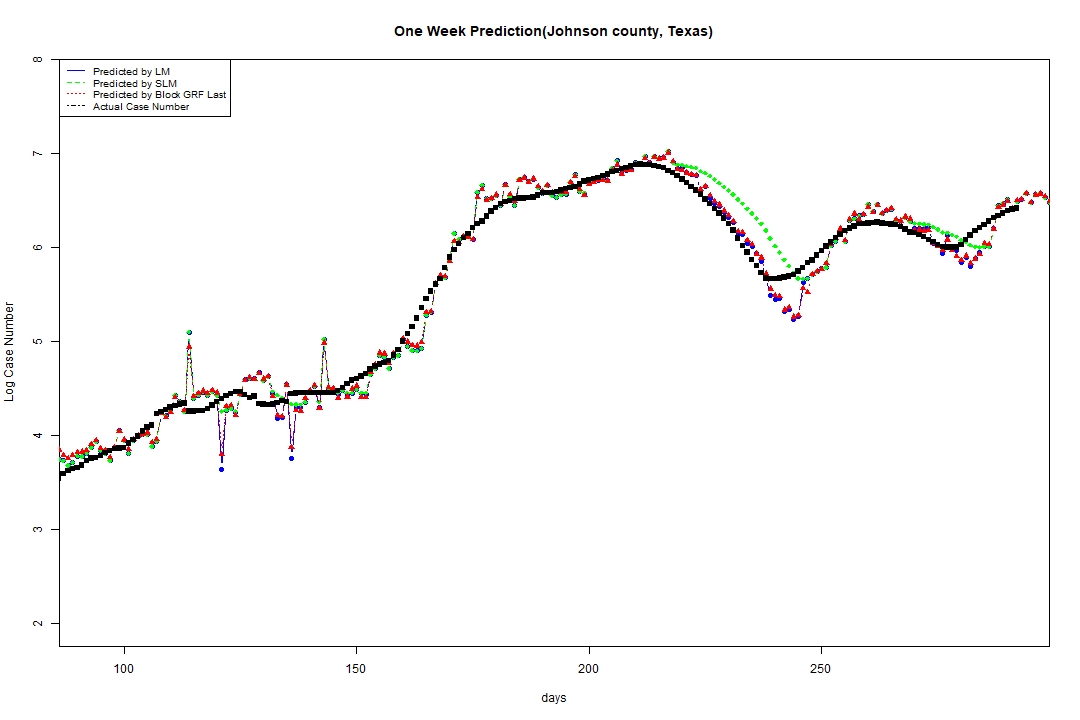 One Week Prediction(Johnson county, Texas)
8
Predicted by LM
Predicted by SLM
Predicted by Block GRF Last
Actual Case Number
7
6
5
4
3
2
Log Case Number
100 150 200 250
days